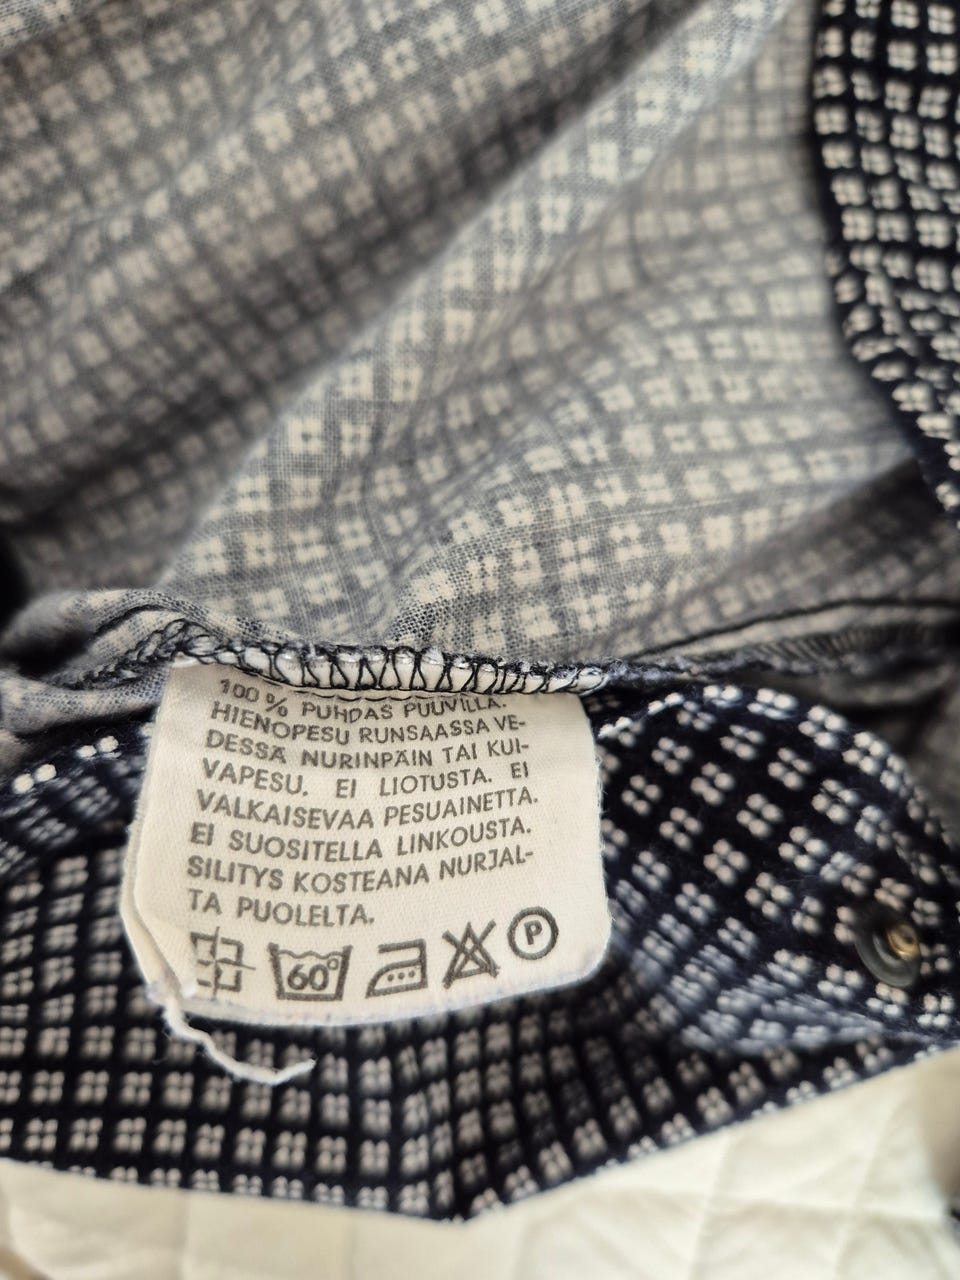 100 % PUHDAS PUUVILLA.
HIENOPESU RUNSAASSA VE-
DESSÄ NURINPÄIN TAI KUI-
VAPESU. EI LIOTUSTA. EI
VALKAISEVAA PESUAINETTA.
EI SUOSITELLA LINKOUSTA.
SILITYS KOSTEANA NURJAL-
TA PUOLELTA.
60° P